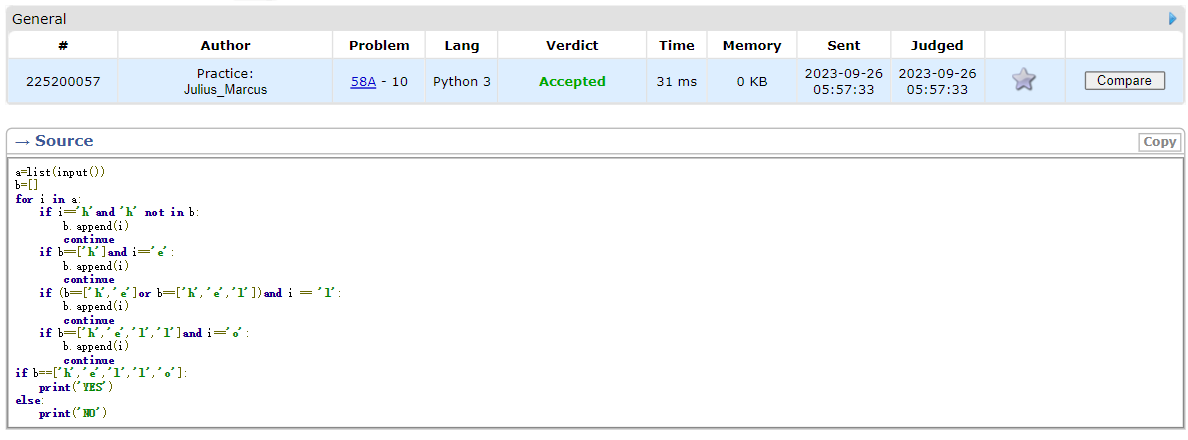 General
# Author Problem Lang Verdict Time Memory Sent Judged
225200057 Practice: Julius_Marcus 58A - 10 Python 3 Accepted 31 ms 0 KB 2023-09-26 05:57:33 2023-09-26 05:57:33 Compare
→ Source Copy
a=list(input())
b=[]
for i in a:
    if i=='h'and 'h' not in b:
        b.append(i)
        continue
    if b==['h']and i=='e':
        b.append(i)
        continue
    if (b==['h','e']or b==['h','e','l'])and i == 'l':
        b.append(i)
        continue
    if b==['h','e','l','l']and i=='o':
        b.append(i)
        continue
if b==['h','e','l','l','o']:
    print('YES')
else:
    print('NO')